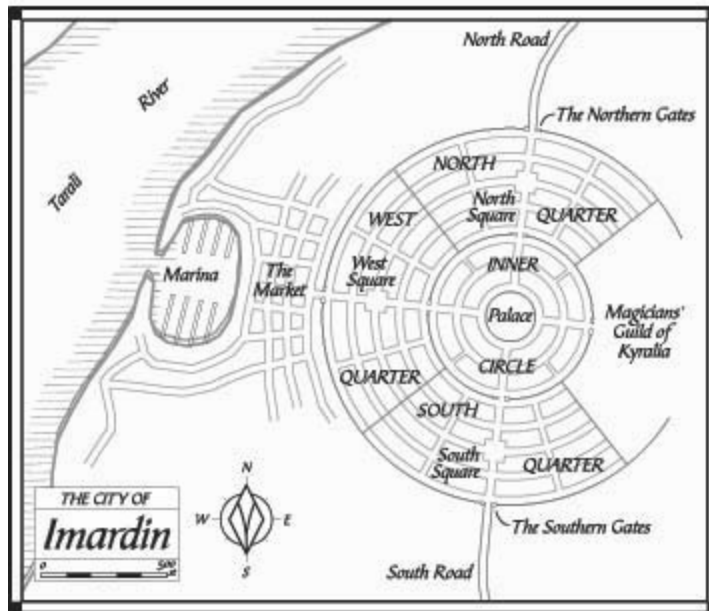 North Road
The Northern Gates
River
Tarali
NORTH
North
Square
QUARTER
WEST
West
Square
QUARTER
The
Market
Marina
INNER
Palace
CIRCLE
Magicians'
Guild of
Kyralia
SOUTH
South
Square
QUARTER
The Southern Gates
South Road
N
W
E
S
THE CITY OF
Imardin
0
500